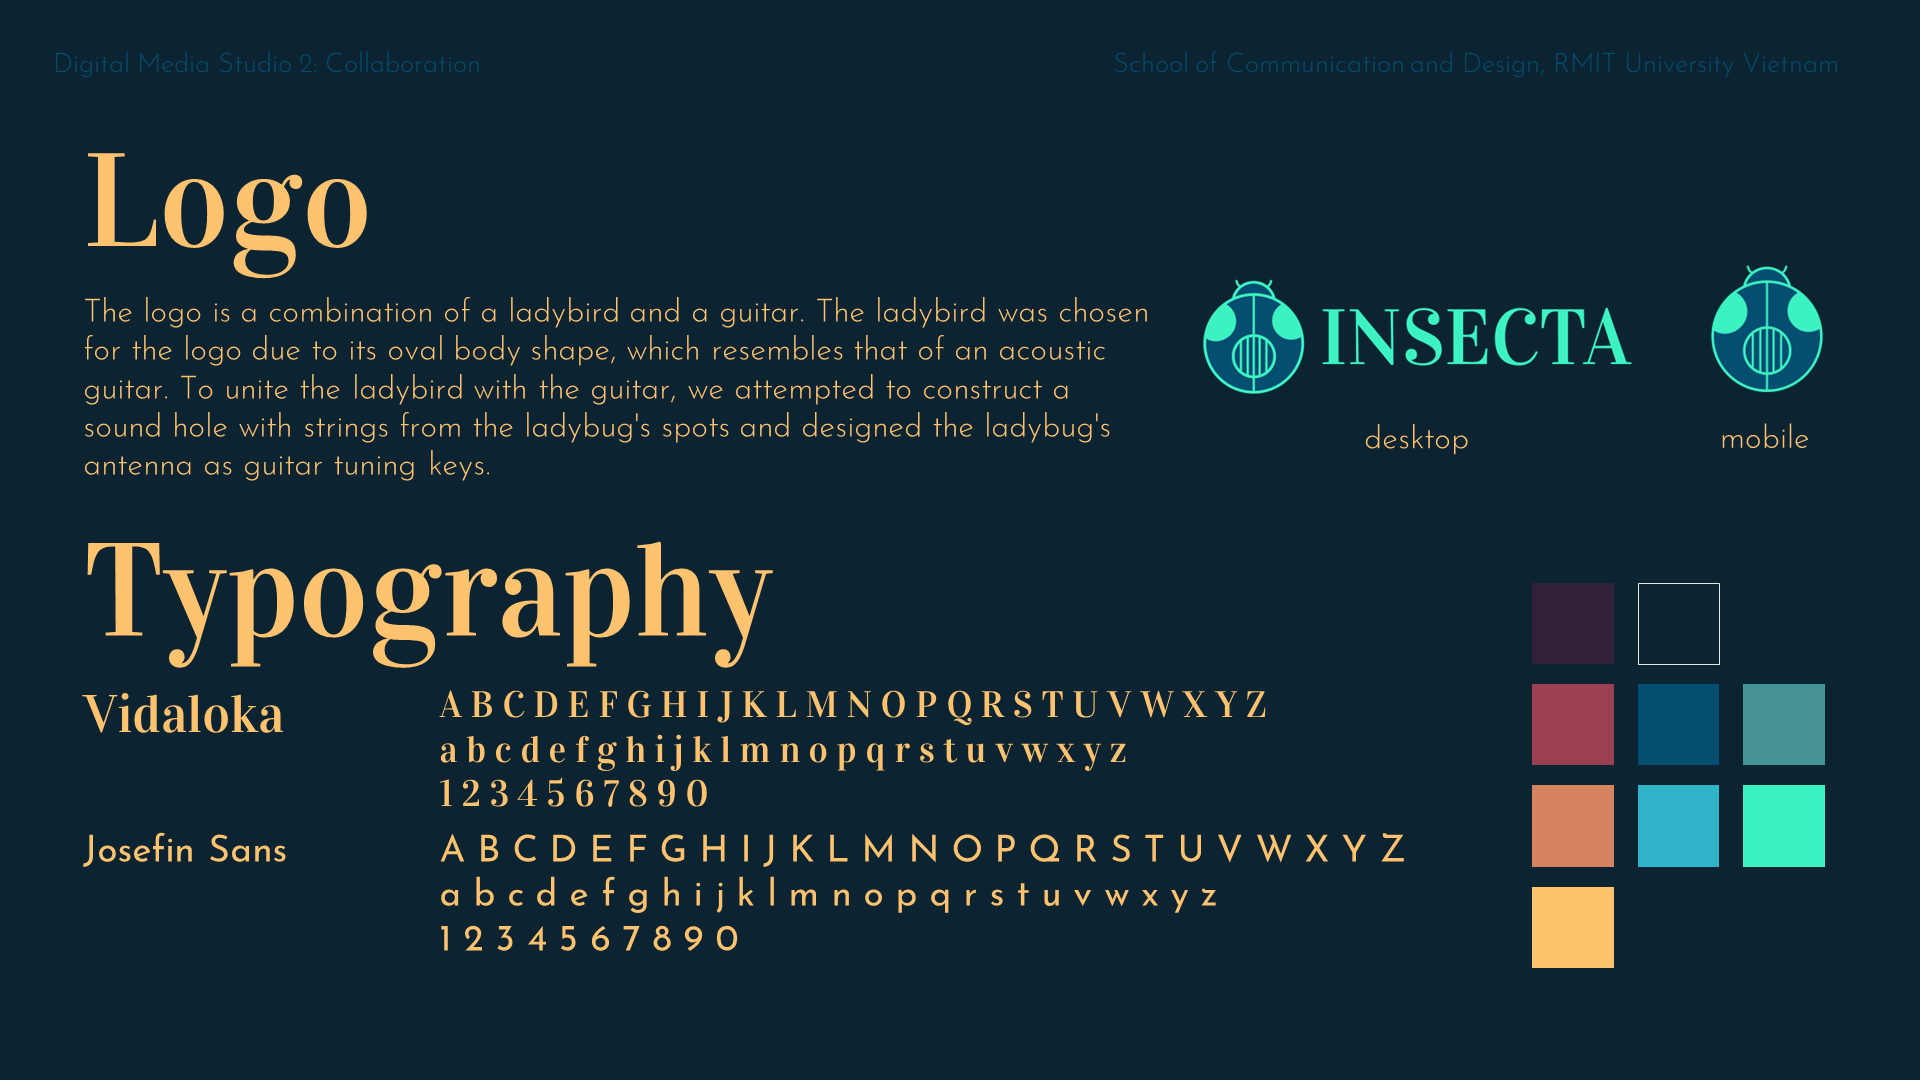 Digital Media Studio 2: Collaboration
School of Communication and Design, RMIT University Vietnam
Logo
The logo is a combination of a ladybird and a guitar. The ladybird was chosen
for the logo due to its oval body shape, which resembles that of an acoustic
guitar. To unite the ladybird with the guitar, we attempted to construct a
sound hole with strings from the ladybug's spots and designed the ladybug's
antenna as guitar tuning keys.
INSECTA
desktop
mobile
Typography
Vidaloka
A B C D E F G H I J K L M N O P Q R S T U V W X Y Z
a b c d e f g h i j k l m n o p q r s t u v w x y z
1 2 3 4 5 6 7 8 9 0
Josefin Sans
A B C D E F G H I J K L M N O P Q R S T U V W X Y Z
a b c d e f g h i j k l m n o p q r s t u v w x y z
1 2 3 4 5 6 7 8 9 0